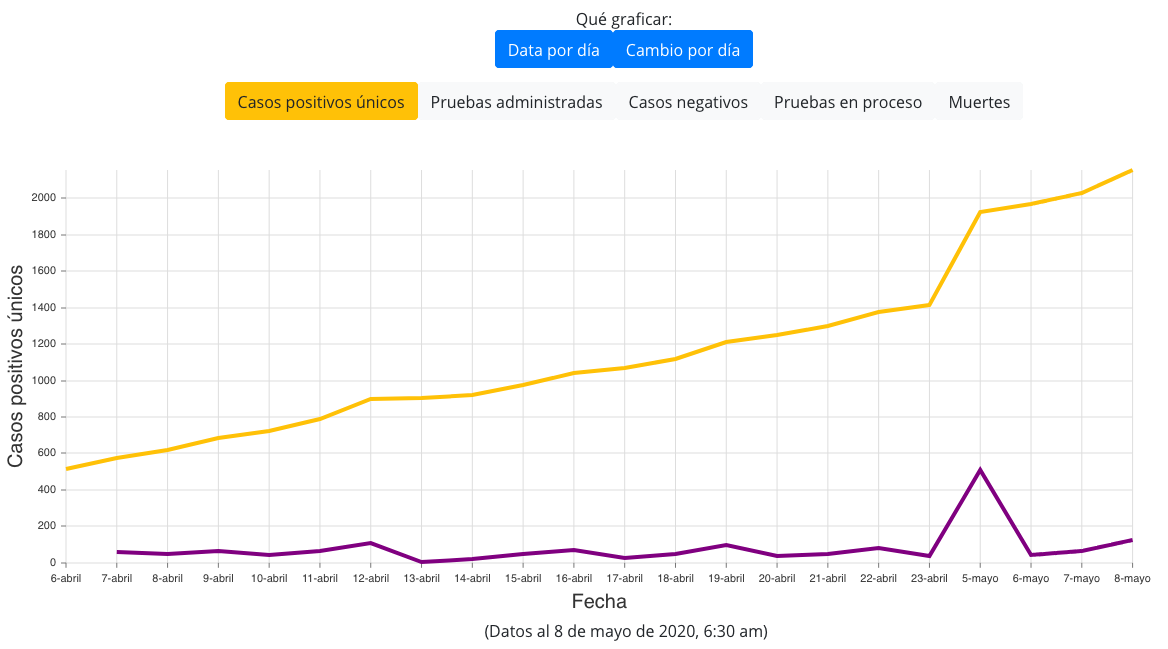 Qué graficar:
Data por día Cambio por día
Casos positivos únicos Pruebas administradas Casos negativos Pruebas en proceso Muertes
Casos positivos únicos
2000
1800
1600
1400
1200
1000
800
600
400
200
0
6-abril 7-abril 8-abril 9-abril 10-abril 11-abril 12-abril 13-abril 14-abril 15-abril 16-abril 17-abril 18-abril 19-abril 20-abril 21-abril 22-abril 23-abril 5-mayo 6-mayo 7-mayo 8-mayo
Fecha
(Datos al 8 de mayo de 2020, 6:30 am)